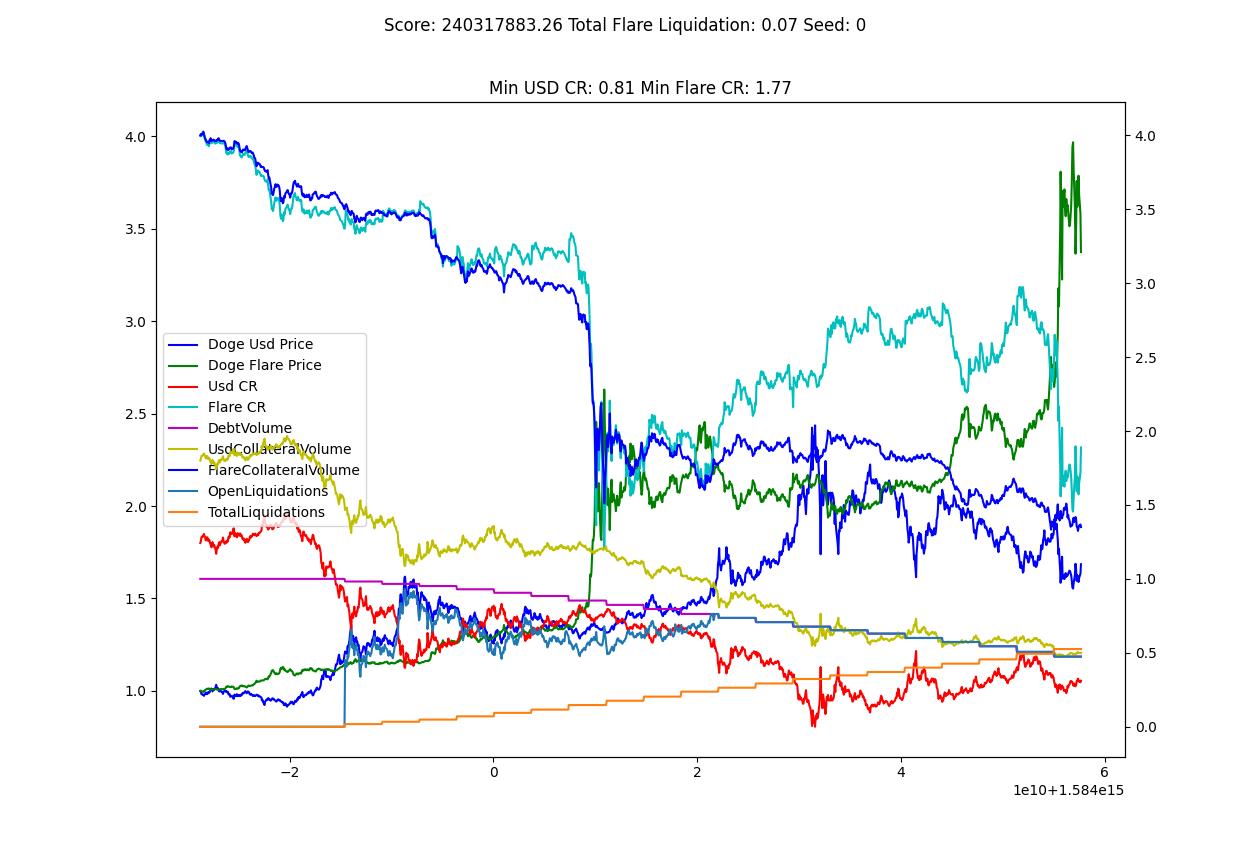 Score: 240317883.26 Total Flare Liquidation: 0.07 Seed: 0
Min USD CR: 0.81 Min Flare CR: 1.77
4.0
3.5
3.0
2.5
2.0
1.5
1.0
4.0
3.5
3.0
2.5
2.0
1.5
1.0
0.5
0.0
Doge Usd Price
Doge Flare Price
Usd CR
Flare CR
DebtVolume
UsdCollateralVolume
FlareCollateralVolume
OpenLiquidations
TotalLiquidations
−2 0 2 4 6
1e10+1.584e15